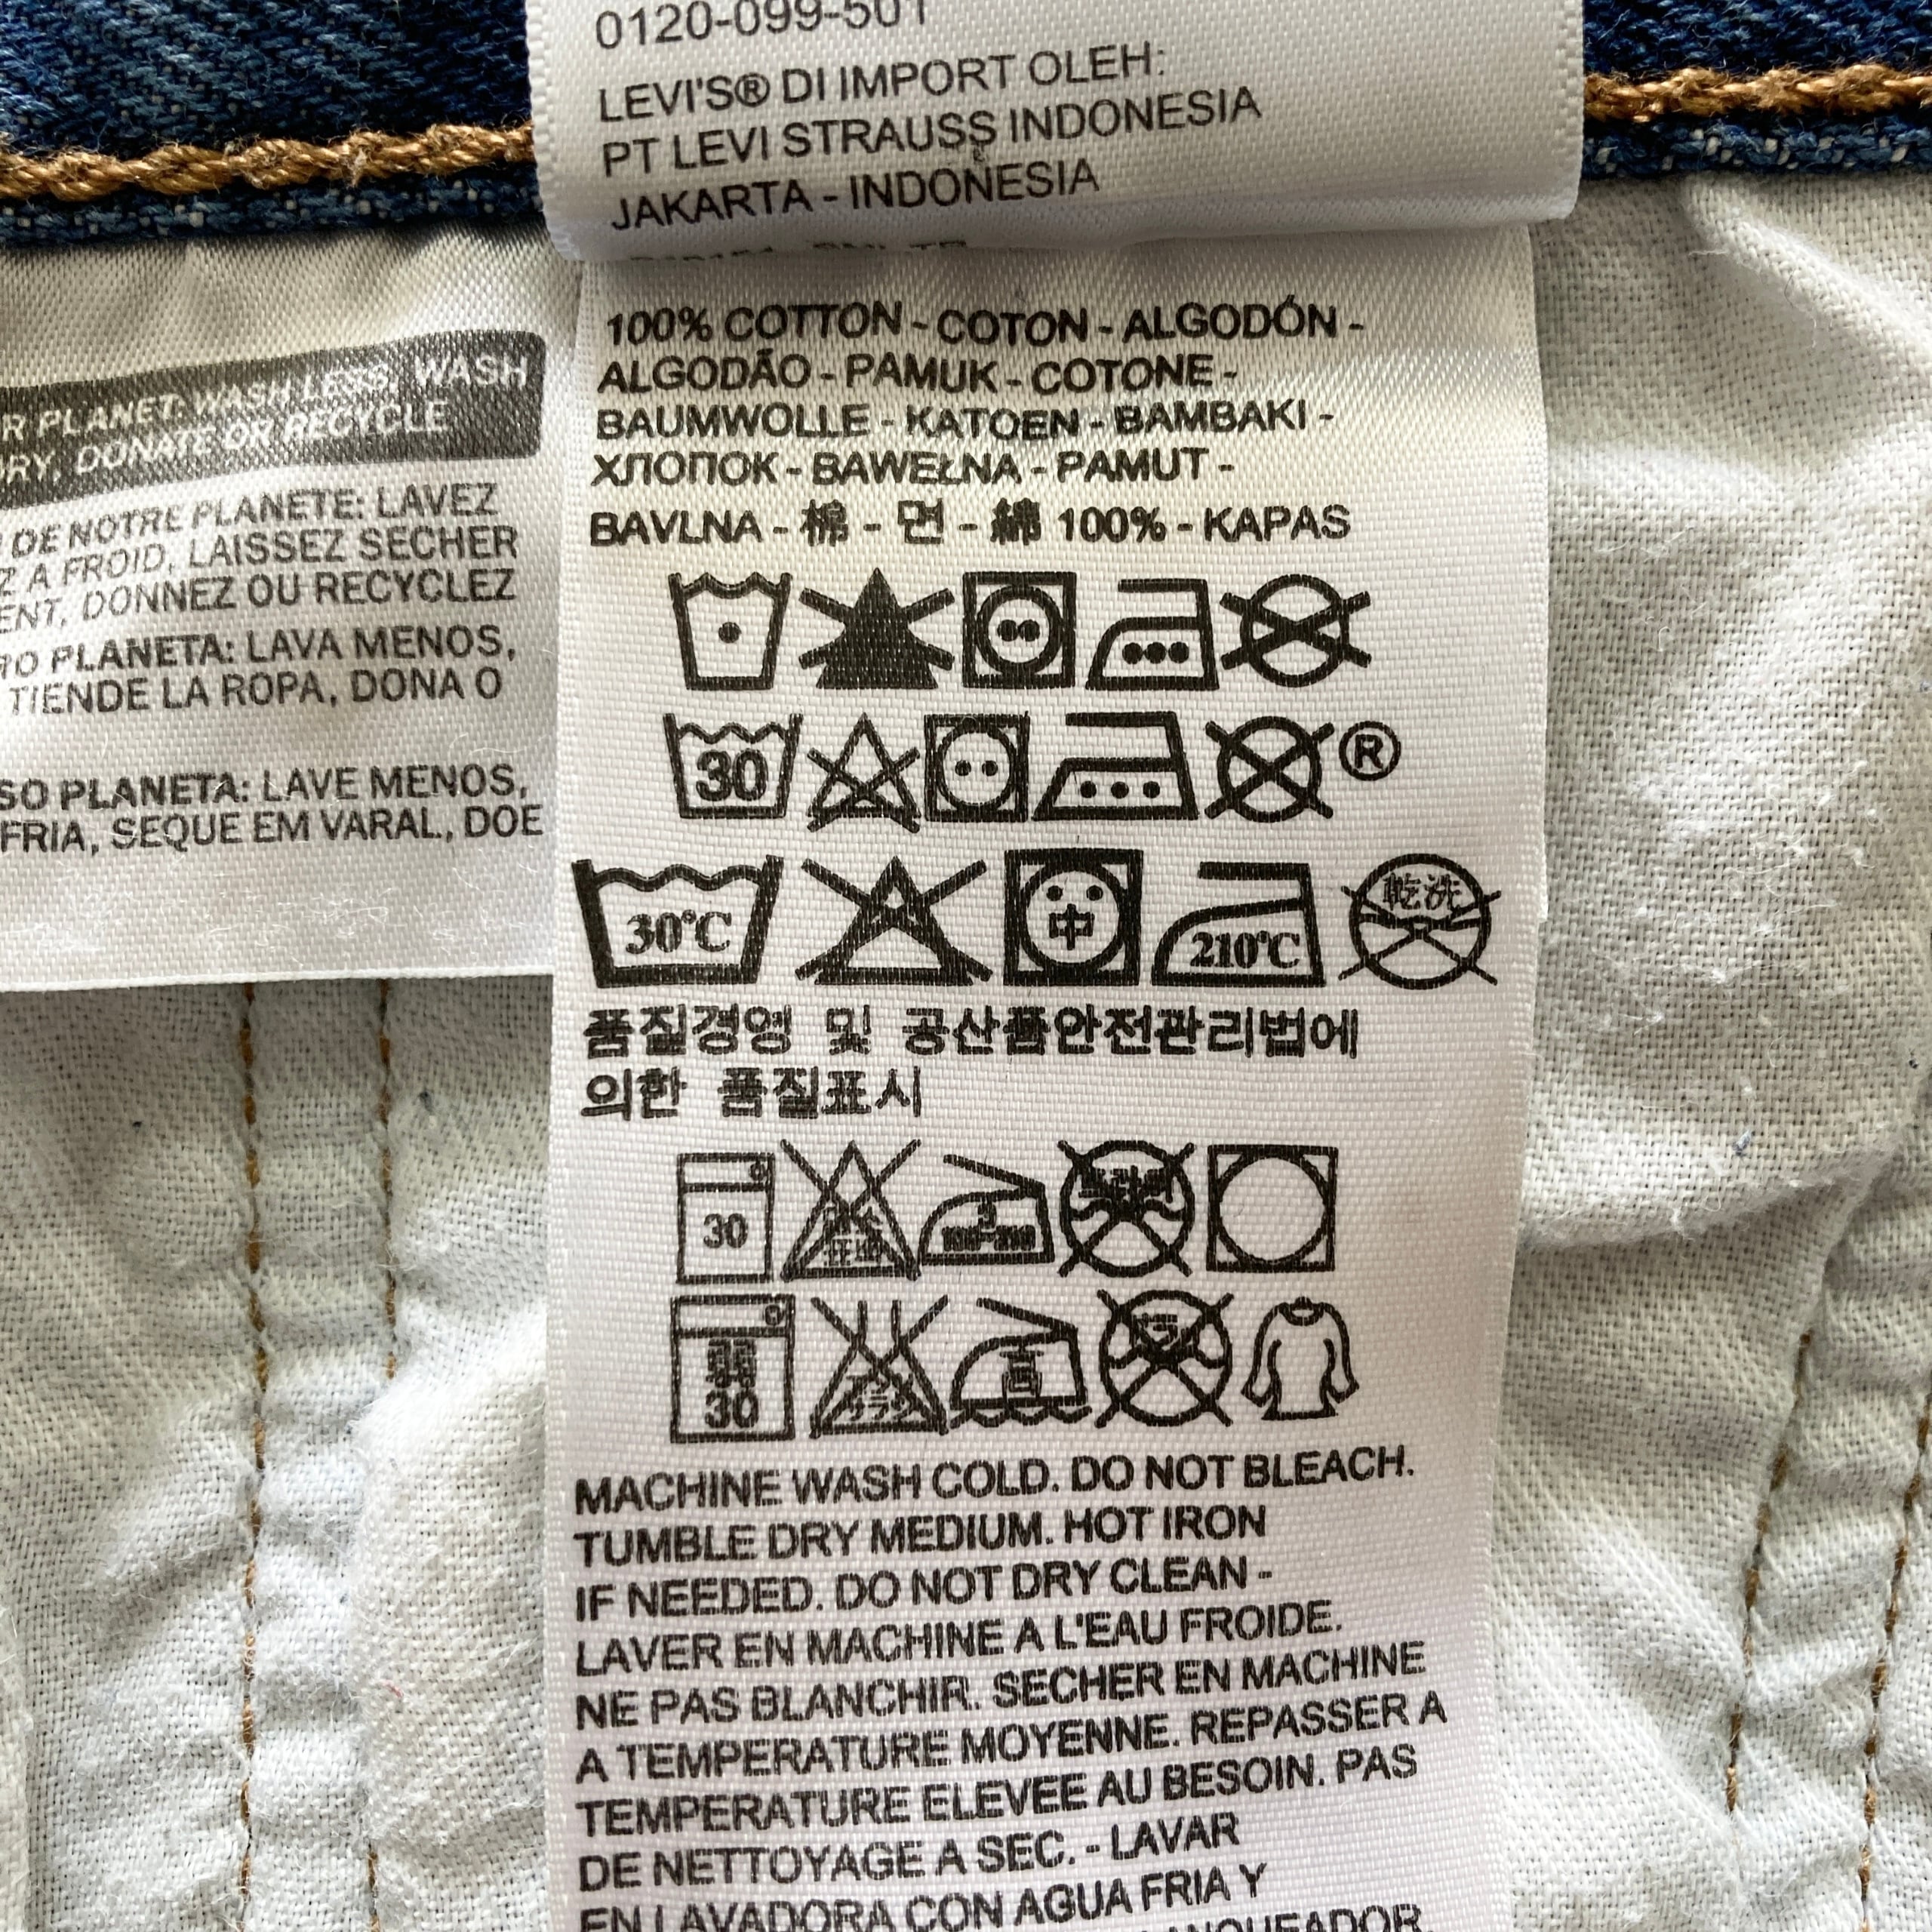 0120-099-501
LEVI'S® DI IMPORT OLEH:
PT LEVI STRAUSS INDONESIA
JAKARTA - INDONESIA
R PLANET: WASH LESS, WASH
DRY, DONATE OR RECYCLE
DE NOTRE PLANETE: LAVEZ
Z A FROID, LAISSEZ SECHER
ENT, DONNEZ OU RECYCLEZ
RO PLANETA: LAVA MENOS,
TIENDE LA ROPA, DONA O
SO PLANETA: LAVE MENOS,
FRIA, SEQUE EM VARAL, DOE
100% COTTON - COTON - ALGODÓN -
ALGODÃO - PAMUK - COTONE -
BAUMWOLLE - KATOEN - BAMBAKI -
ХЛОПОК - BAWEŁNA - PAMUT -
BAVLNA - 棉 - 면 - 綿 100% - KAPAS
30 ®
30℃ 中 210℃ 乾洗
품질경영 및 공산품안전관리법에
의한 품질표시
30
弱 30 高
MACHINE WASH COLD. DO NOT BLEACH.
TUMBLE DRY MEDIUM. HOT IRON
IF NEEDED. DO NOT DRY CLEAN -
LAVER EN MACHINE A L'EAU FROIDE.
NE PAS BLANCHIR. SECHER EN MACHINE
A TEMPERATURE MOYENNE. REPASSER A
TEMPERATURE ELEVEE AU BESOIN. PAS
DE NETTOYAGE A SEC. - LAVAR
EN LAVADORA CON AGUA FRIA Y